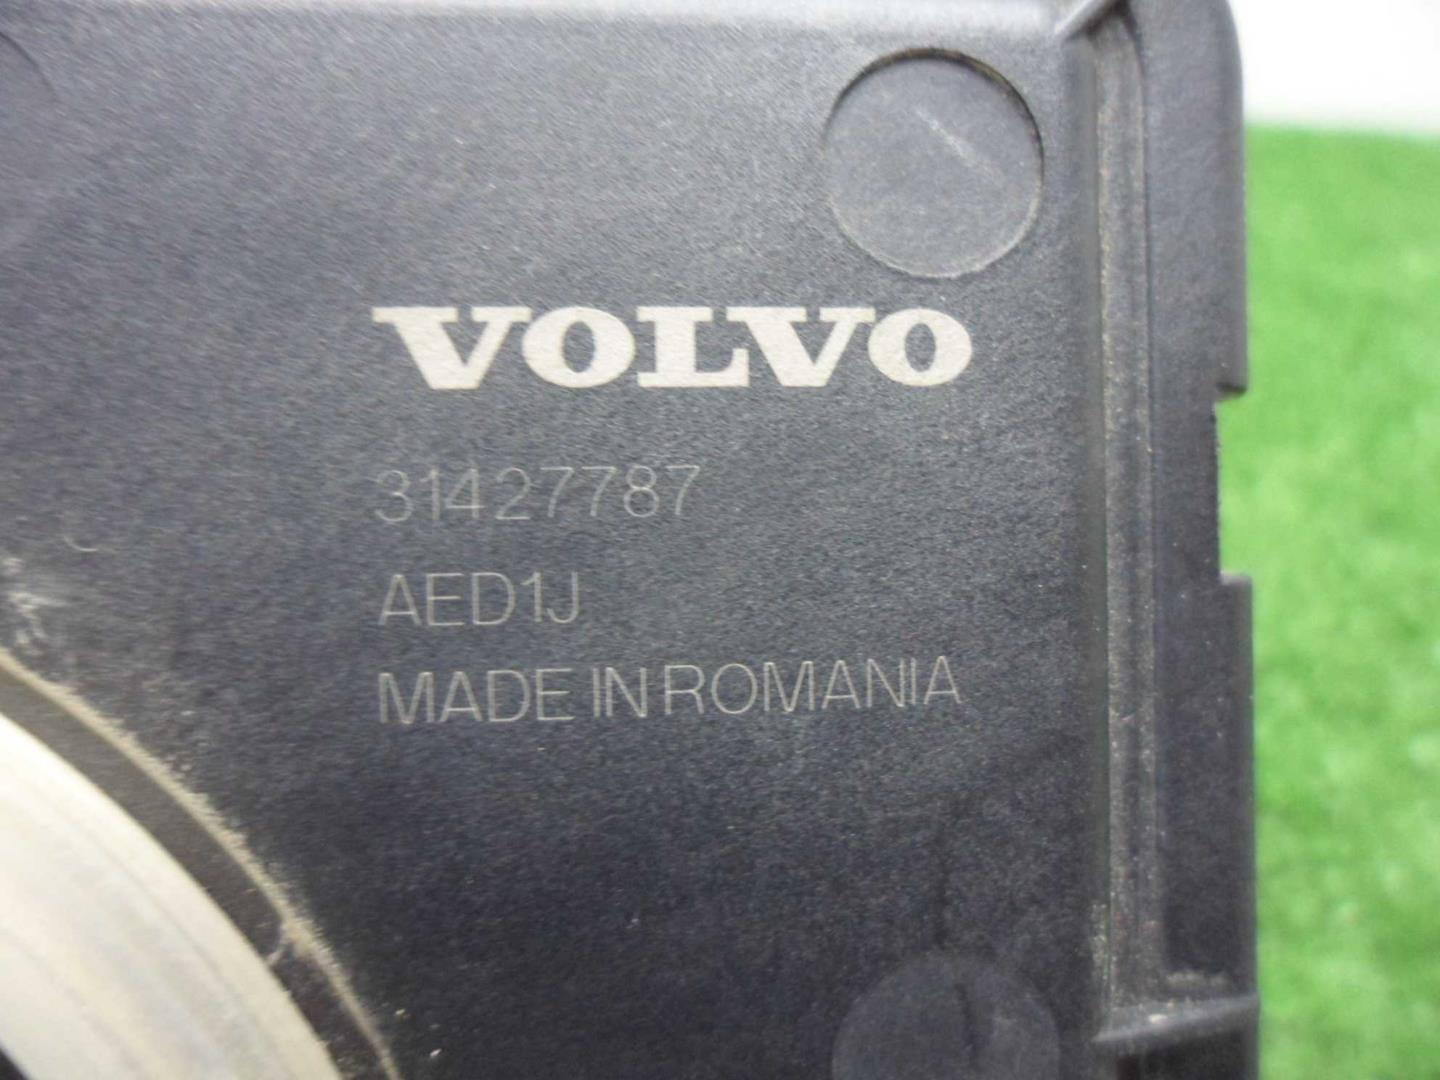 VOLVO
31427787
AED1J
MADE IN ROMANIA